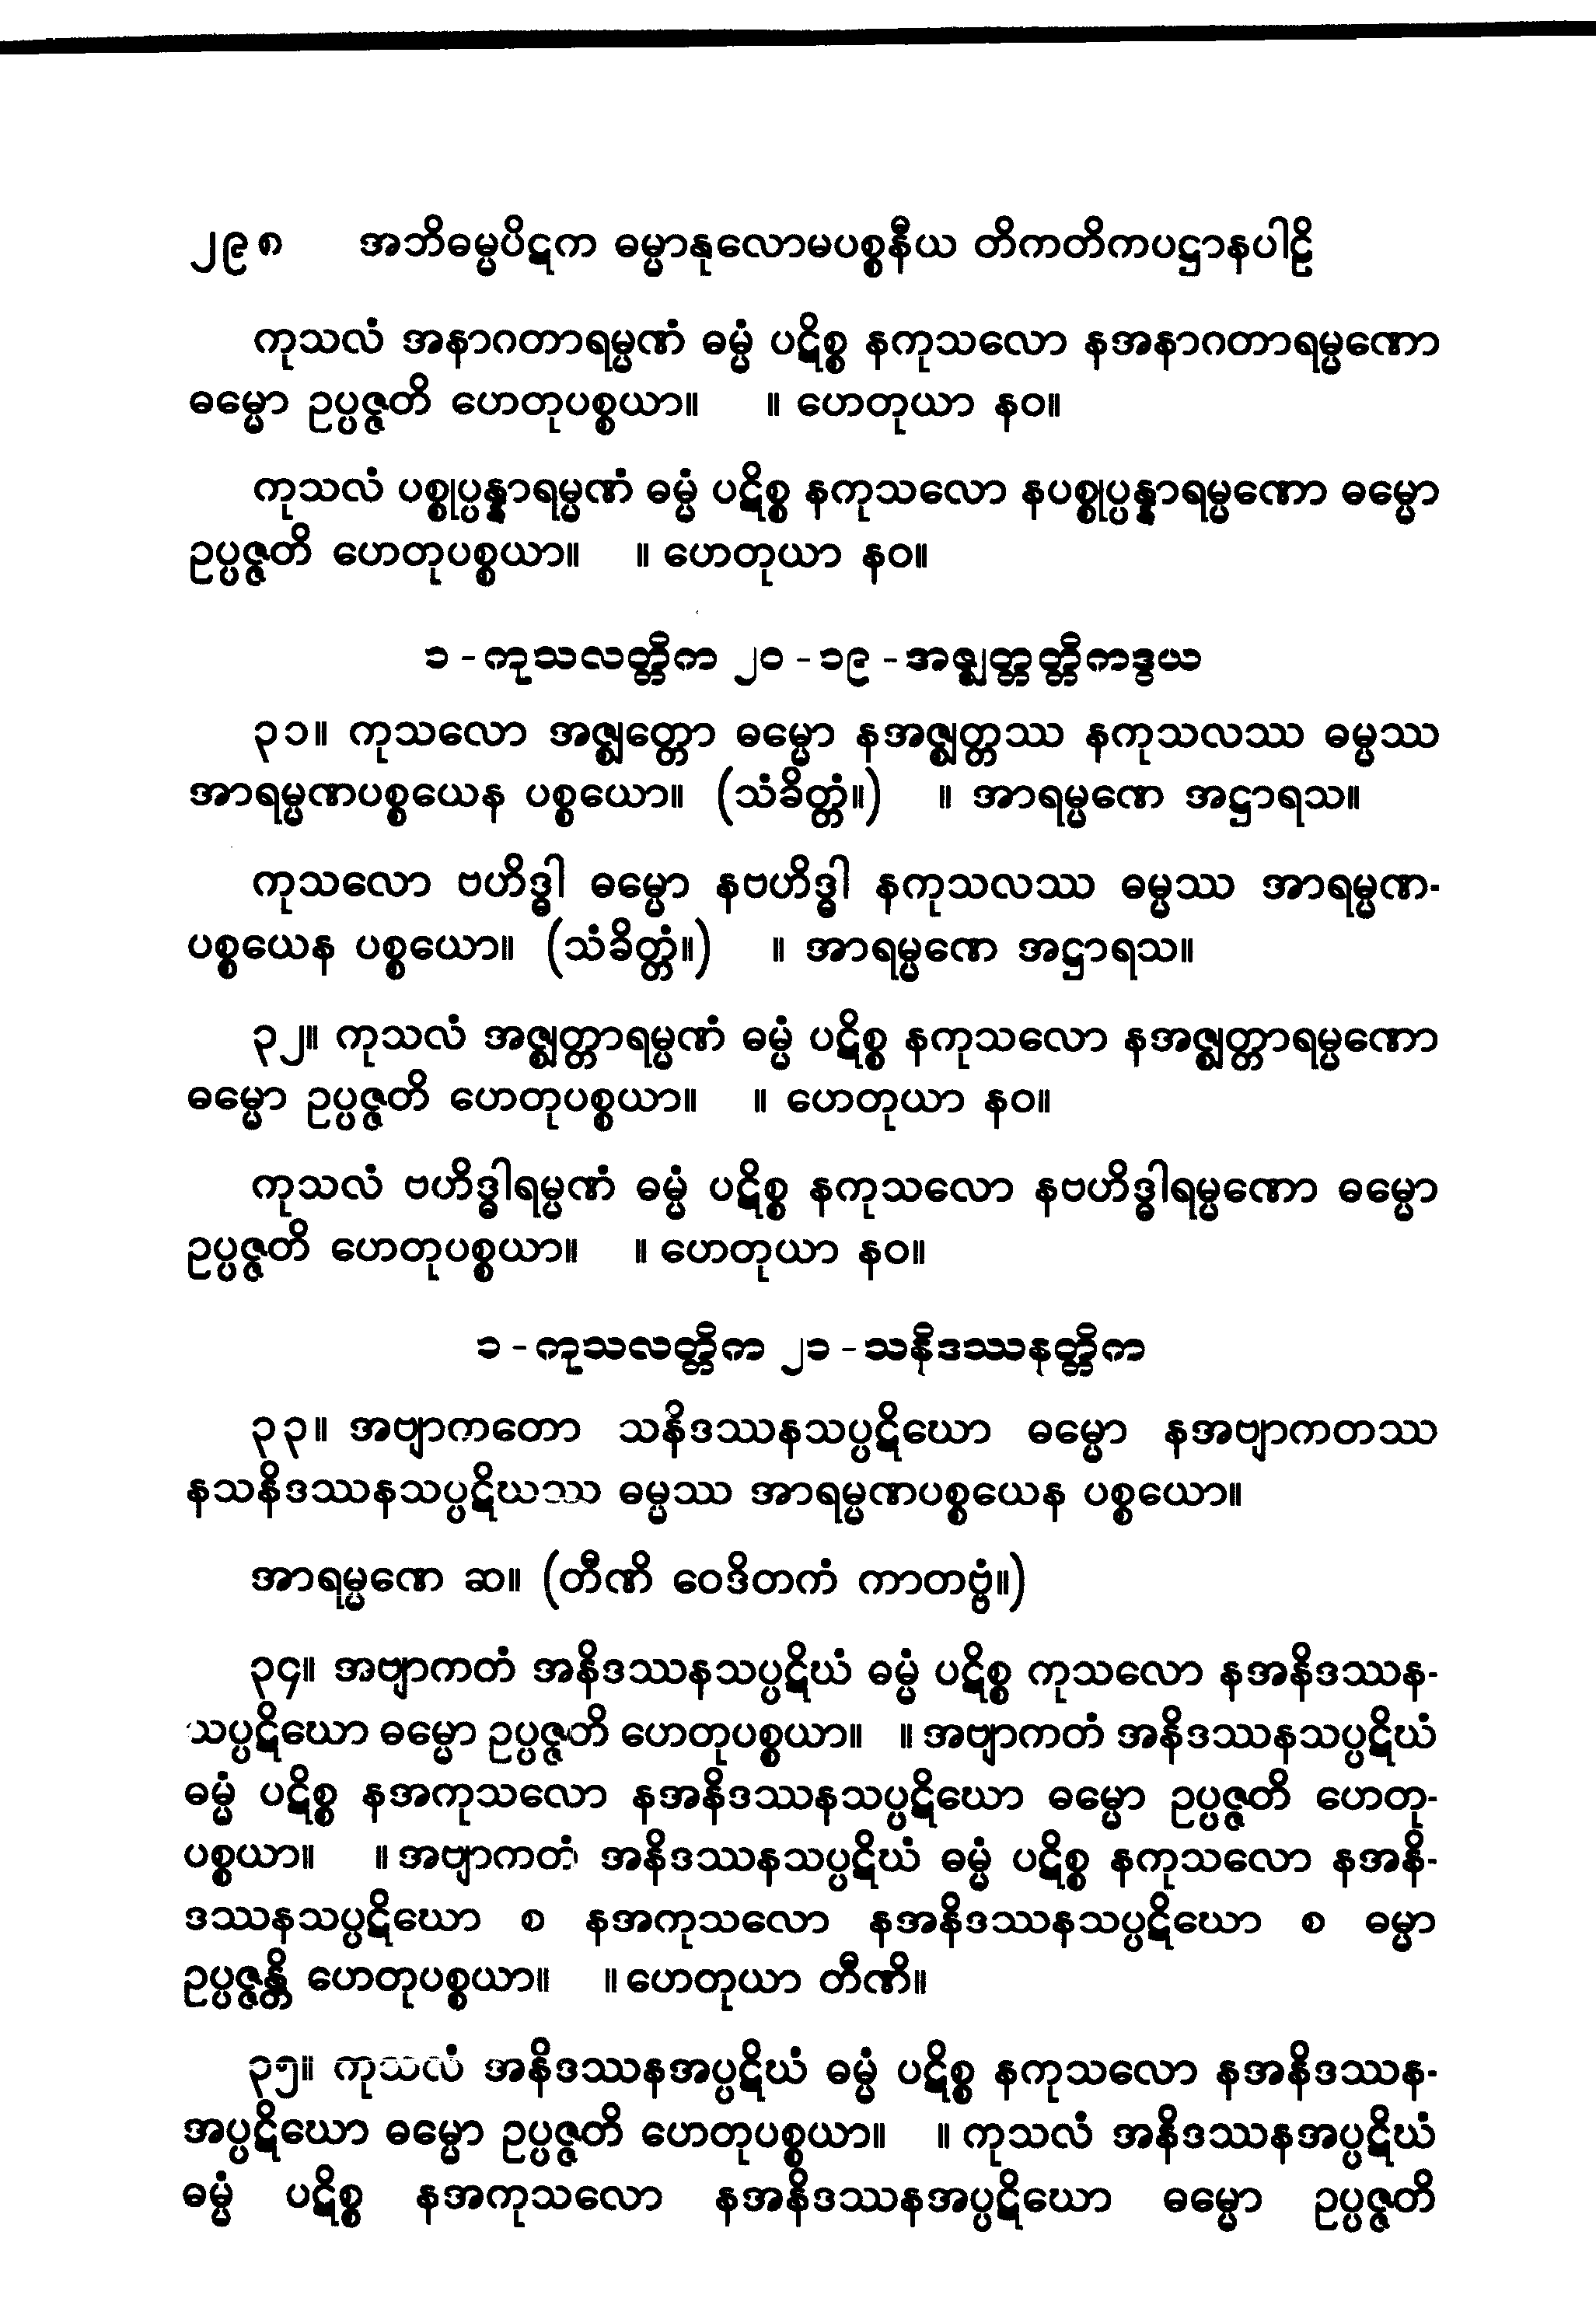 ၂၉၈ အဘိဓမ္မပိဋက ဓမ္မာနုလောမပစ္စနီယ တိကတိကပဋ္ဌာနပါဠိ
ကုသလံ အနာဂတာရမ္မဏံ ဓမ္မံ ပဋိစ္စ နကုသလော နအနာဂတာရမ္မဏော
ဓမ္မော ဥပ္ပဇ္ဇတိ ဟေတုပစ္စယာ။ ။ ဟေတုယာ နဝ။
ကုသလံ ပစ္စုပ္ပန္နာရမ္မဏံ ဓမ္မံ ပဋိစ္စ နကုသလော နပစ္စုပ္ပန္နာရမ္မဏော ဓမ္မော
ဥပ္ပဇ္ဇတိ ဟေတုပစ္စယာ။ ။ ဟေတုယာ နဝ။
၁ - ကုသလတ္တိက ၂၀ - ၁၉ - အဇ္ဈတ္တတ္တိကဒွယ
၃၁။ ကုသလော အဇ္ဈတ္တော ဓမ္မော နအဇ္ဈတ္တဿ နကုသလဿ ဓမ္မဿ
အာရမ္မဏပစ္စယေန ပစ္စယော။ (သံခိတ္တံ။) ။ အာရမ္မဏေ အဋ္ဌာရသ။
ကုသလော ဗဟိဒ္ဓါ ဓမ္မော နဗဟိဒ္ဓါ နကုသလဿ ဓမ္မဿ အာရမ္မဏ-
ပစ္စယေန ပစ္စယော။ (သံခိတ္တံ။) ။ အာရမ္မဏေ အဋ္ဌာရသ။
၃၂။ ကုသလံ အဇ္ဈတ္တာရမ္မဏံ ဓမ္မံ ပဋိစ္စ နကုသလော နအဇ္ဈတ္တာရမ္မဏော
ဓမ္မော ဥပ္ပဇ္ဇတိ ဟေတုပစ္စယာ။ ။ ဟေတုယာ နဝ။
ကုသလံ ဗဟိဒ္ဓါရမ္မဏံ ဓမ္မံ ပဋိစ္စ နကုသလော နဗဟိဒ္ဓါရမ္မဏော ဓမ္မော
ဥပ္ပဇ္ဇတိ ဟေတုပစ္စယာ။ ။ ဟေတုယာ နဝ။
၁ - ကုသလတ္တိက ၂၁ - သနိဒဿနတ္တိက
၃၃။ အဗျာကတော သနိဒဿနသပ္ပဋိဃော ဓမ္မော နအဗျာကတဿ
နသနိဒဿနသပ္ပဋိဃဿ ဓမ္မဿ အာရမ္မဏပစ္စယေန ပစ္စယော။
အာရမ္မဏေ ဆ။ (တီဏိ ဝေဒိတကံ ကာတဗ္ဗံ။)
၃၄။ အဗျာကတံ အနိဒဿနသပ္ပဋိဃံ ဓမ္မံ ပဋိစ္စ ကုသလော နအနိဒဿန-
သပ္ပဋိဃော ဓမ္မော ဥပ္ပဇ္ဇတိ ဟေတုပစ္စယာ။ ။ အဗျာကတံ အနိဒဿနသပ္ပဋိဃံ
ဓမ္မံ ပဋိစ္စ နအကုသလော နအနိဒဿနသပ္ပဋိဃော ဓမ္မော ဥပ္ပဇ္ဇတိ ဟေတု-
ပစ္စယာ။ ။ အဗျာကတံ အနိဒဿနသပ္ပဋိဃံ ဓမ္မံ ပဋိစ္စ နကုသလော နအနိ-
ဒဿနသပ္ပဋိဃော စ နအကုသလော နအနိဒဿနသပ္ပဋိဃော စ ဓမ္မာ
ဥပ္ပဇ္ဇန္တိ ဟေတုပစ္စယာ။ ။ ဟေတုယာ တီဏိ။
၃၅။ ကုသလံ အနိဒဿနအပ္ပဋိဃံ ဓမ္မံ ပဋိစ္စ နကုသလော နအနိဒဿန-
အပ္ပဋိဃော ဓမ္မော ဥပ္ပဇ္ဇတိ ဟေတုပစ္စယာ။ ။ ကုသလံ အနိဒဿနအပ္ပဋိဃံ
ဓမ္မံ ပဋိစ္စ နအကုသလော နအနိဒဿနအပ္ပဋိဃော ဓမ္မော ဥပ္ပဇ္ဇတိ